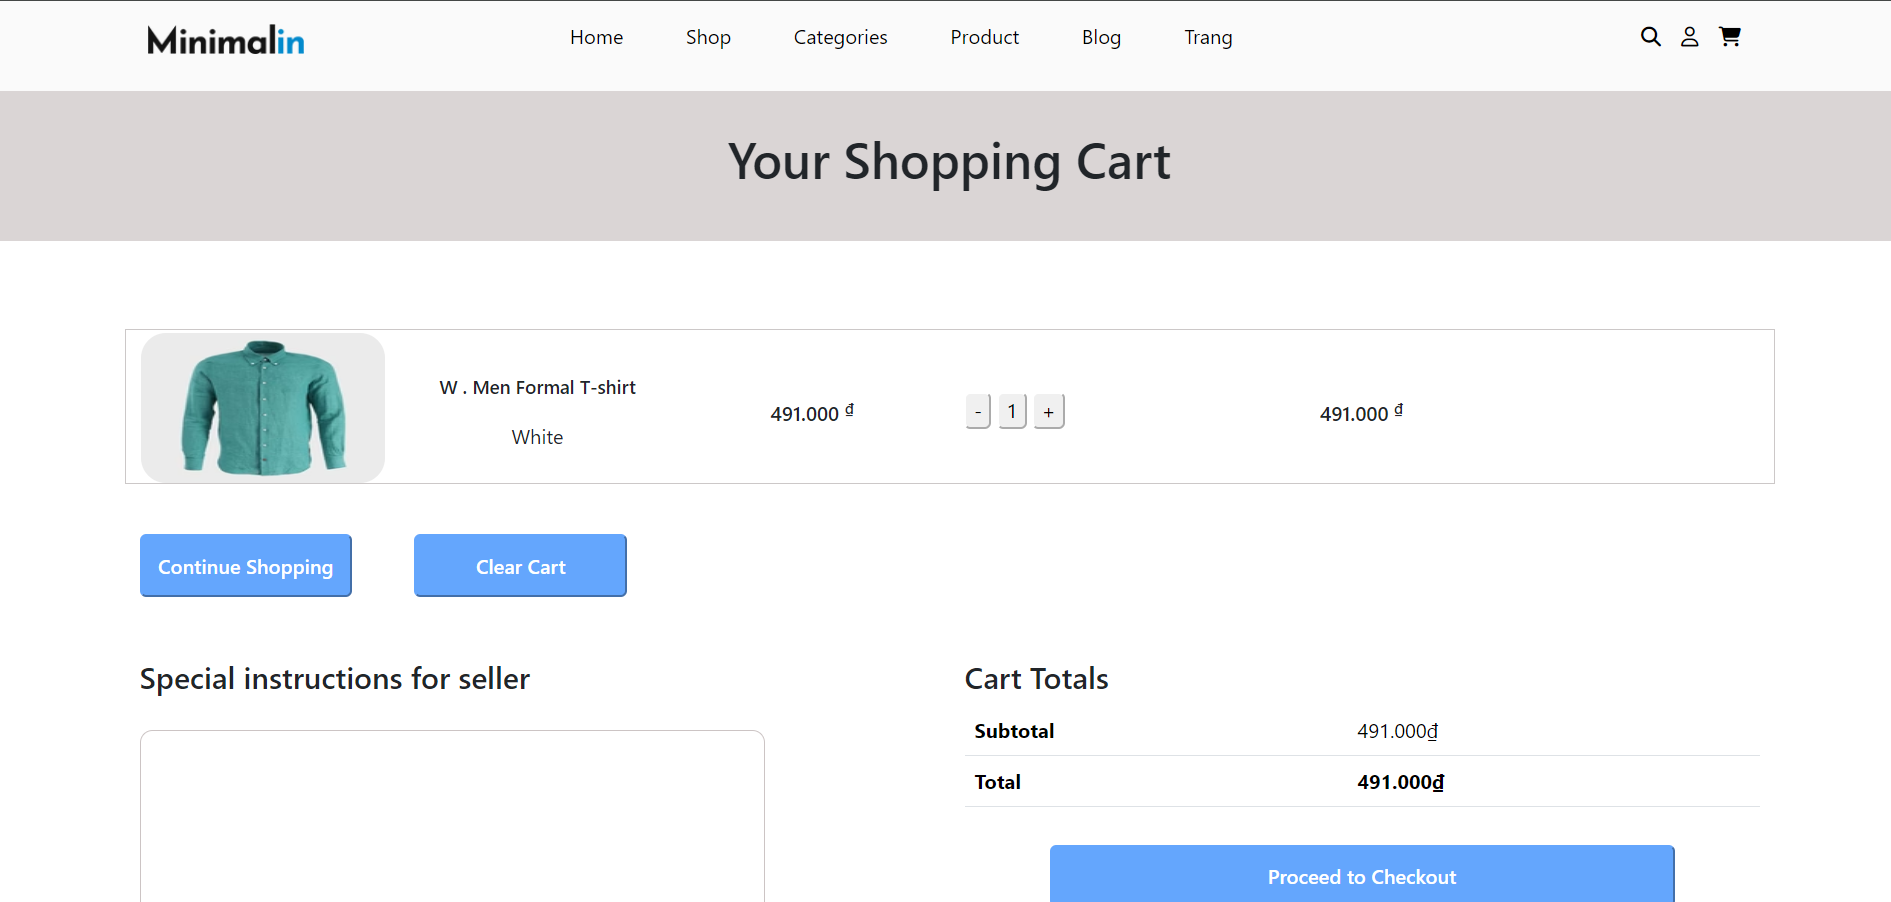 Minimalin
Home Shop Categories Product Blog Trang
Your Shopping Cart
W . Men Formal T-shirt
White
491.000 ₫
- 1 +
491.000 ₫
Continue Shopping Clear Cart
Special instructions for seller
Cart Totals
Subtotal 491.000₫
Total 491.000₫
Proceed to Checkout